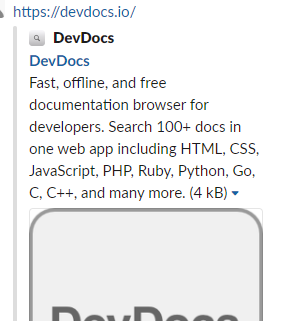 https://devdocs.io/
DevDocs
DevDocs
Fast, offline, and free
documentation browser for
developers. Search 100+ docs in
one web app including HTML, CSS,
JavaScript, PHP, Ruby, Python, Go,
C, C++, and many more. (4 kB)
DevDocs